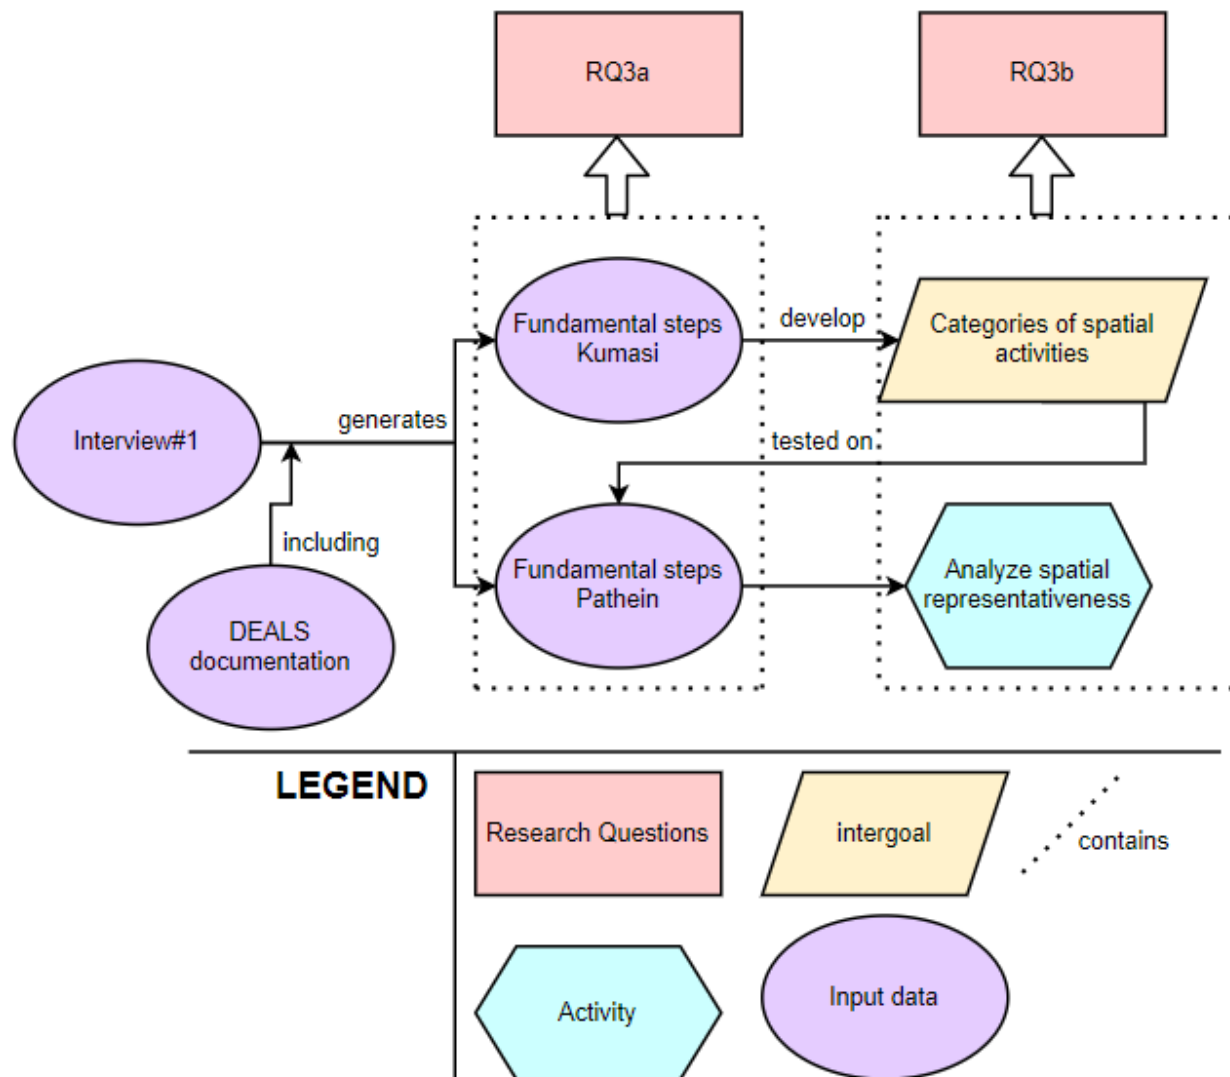 RQ3a
RQ3b
Fundamental steps
Kumasi
develop
Categories of spatial
activities
Interview#1
generates
tested on
including
DEALS
documentation
Fundamental steps
Pathein
Analyze spatial
representativeness
LEGEND
Research Questions
intergoal
contains
Activity
Input data